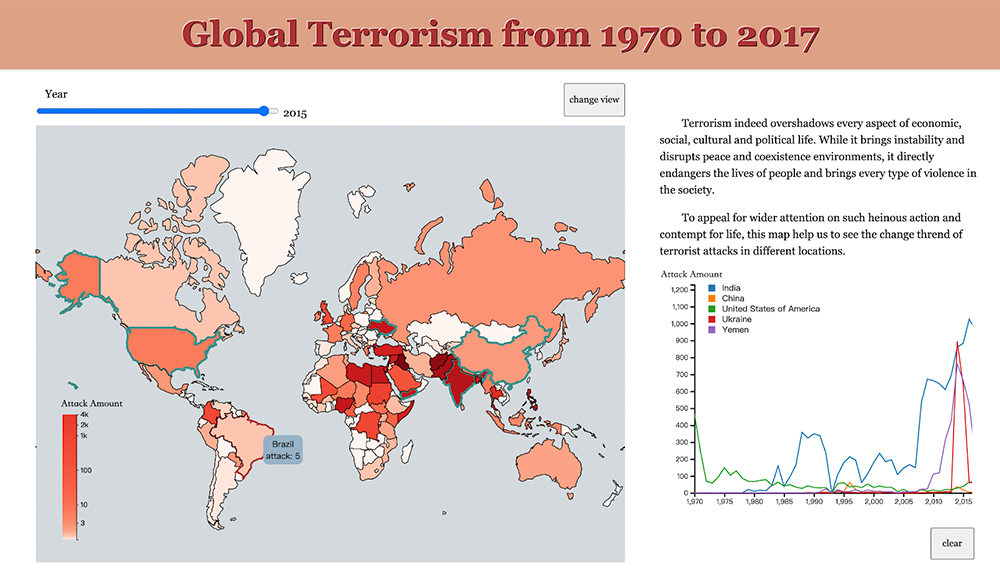 Global Terrorism from 1970 to 2017
Year
2015
change view
Terrorism indeed overshadows every aspect of economic,
social, cultural and political life. While it brings instability and
disrupts peace and coexistence environments, it directly
endangers the lives of people and brings every type of violence in
the society.
To appeal for wider attention on such heinous action and
contempt for life, this map help us to see the change thrend of
terrorist attacks in different locations.
Attack Amount
4k
2k
1k
100
10
3
Brazil
attack: 5
Attack Amount
India
China
United States of America
Ukraine
Yemen
1,200
1,100
1,000
900
800
700
600
500
400
300
200
100
0
1,970 1,975 1,980 1,985 1,990 1,995 2,000 2,005 2,010 2,015
clear